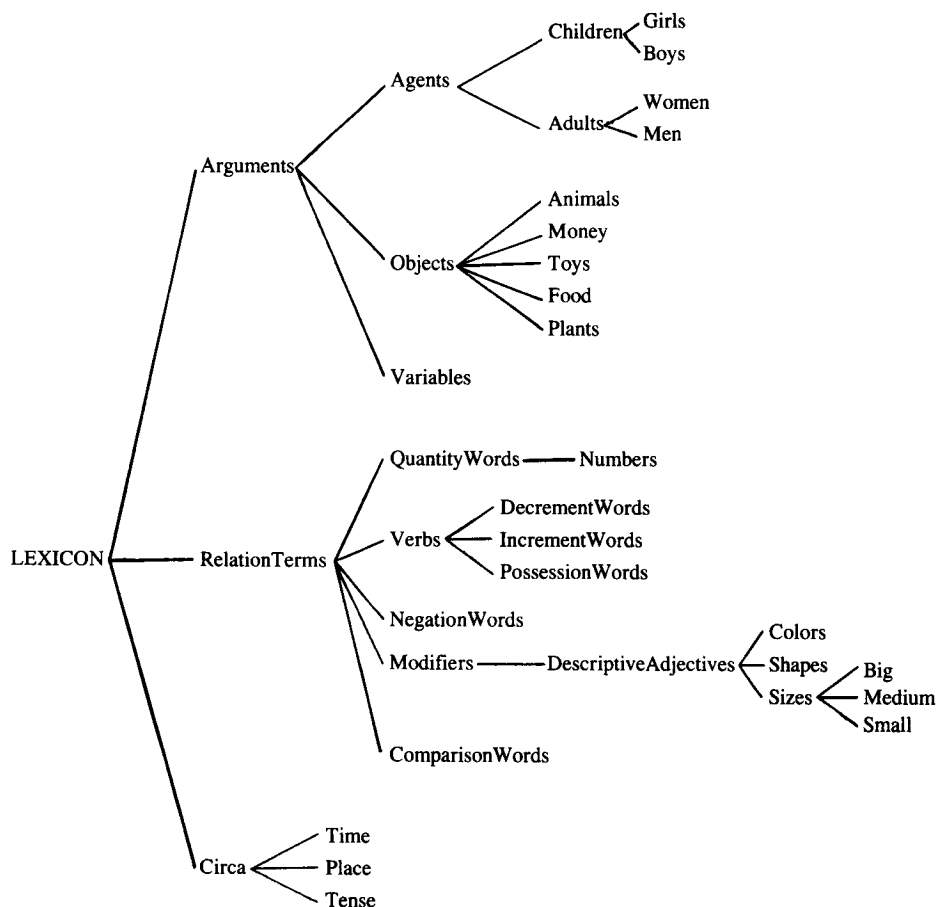 Girls
Children
Boys
Agents
Women
Adults
Men
Arguments
Animals
Money
Objects
Toys
Food
Plants
Variables
QuantityWords
Numbers
DecrementWords
Verbs
IncrementWords
PossessionWords
LEXICON
RelationTerms
NegationWords
Colors
Modifiers
DescriptiveAdjectives
Shapes
Big
Sizes
Medium
Small
ComparisonWords
Time
Circa
Place
Tense